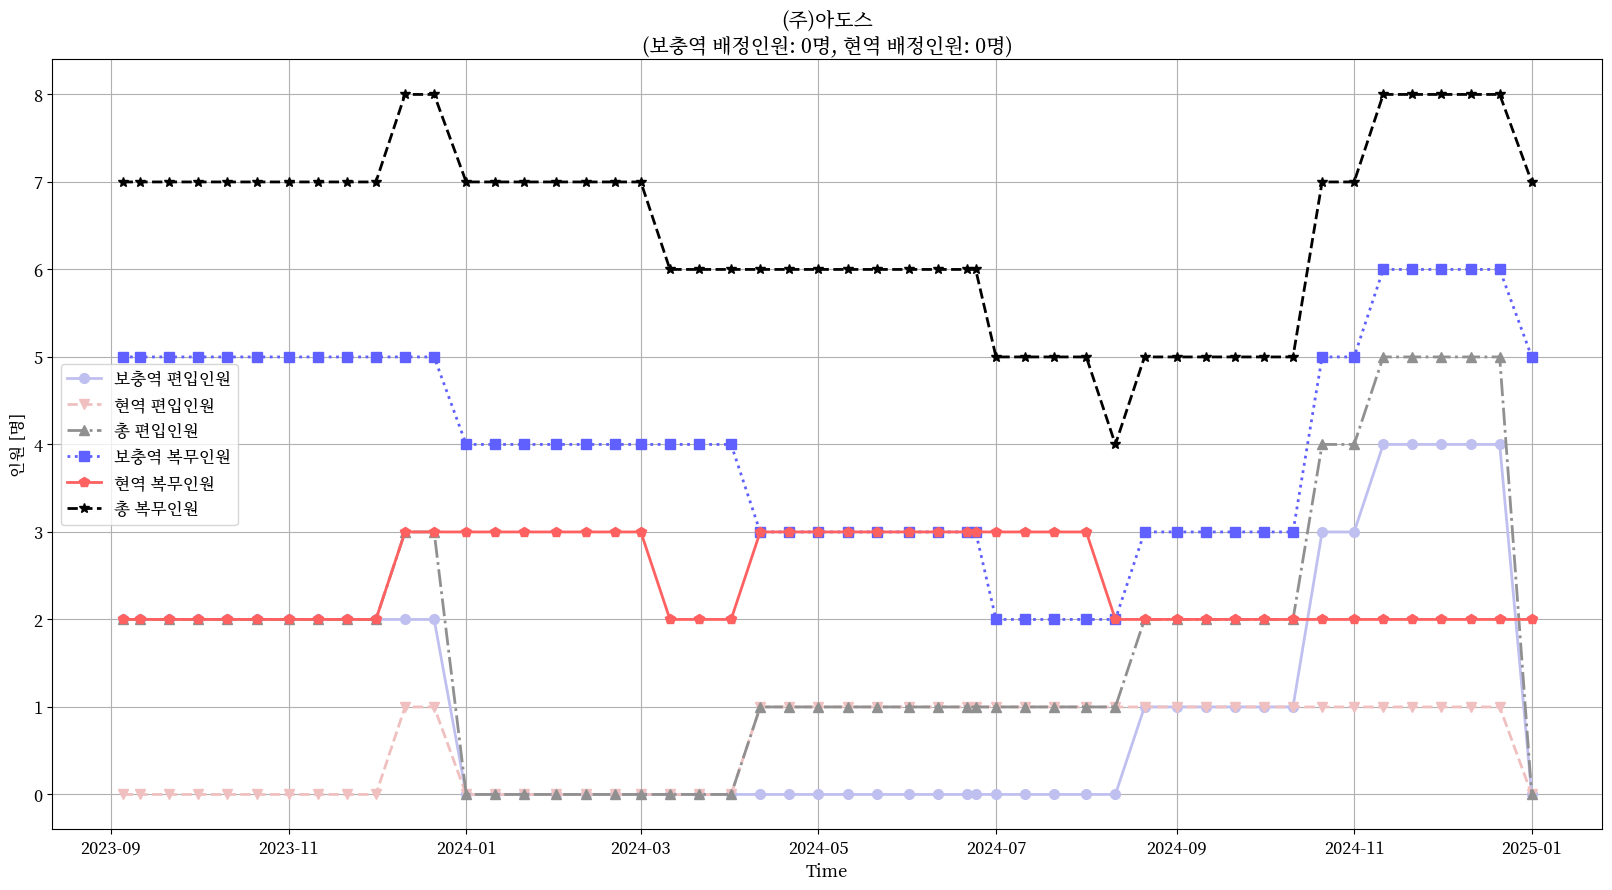 (주)아도스
(보충역 배정인원: 0명, 현역 배정인원: 0명)
인원 [명]
8
7
6
5
4
3
2
1
0
보충역 편입인원
현역 편입인원
총 편입인원
보충역 복무인원
현역 복무인원
총 복무인원
2023-09
2023-11
2024-01
2024-03
2024-05
2024-07
2024-09
2024-11
2025-01
Time